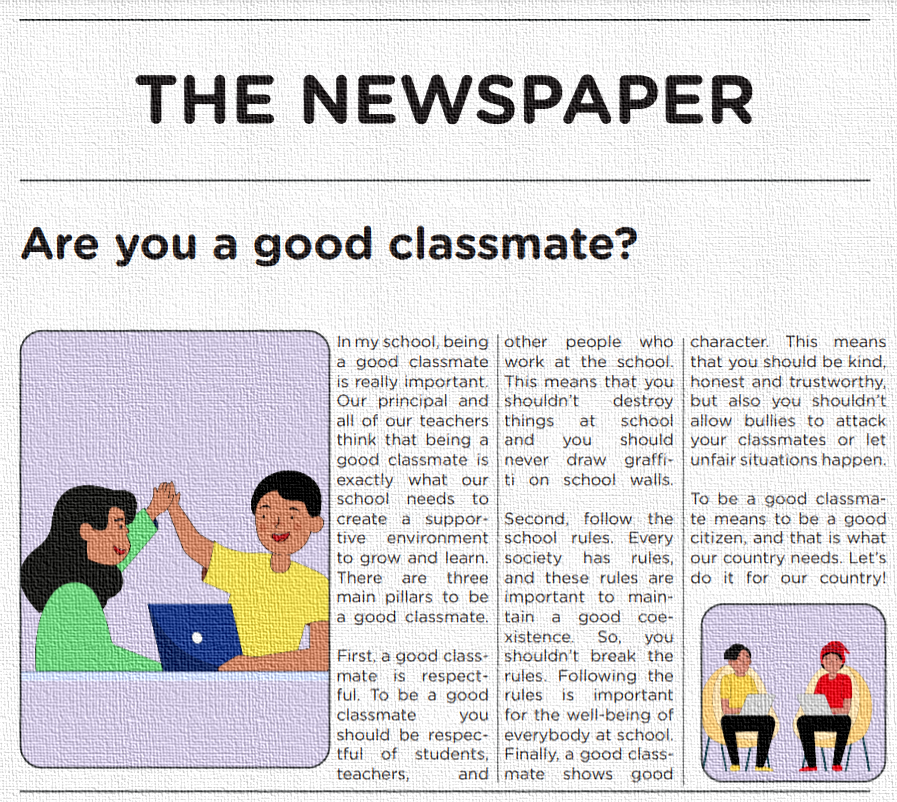 THE NEWSPAPER
Are you a good classmate?
In my school, being
a good classmate
is really important.
Our principal and
all of our teachers
think that being a
good classmate is
exactly what our
school needs to
create a suppor-
tive environment
to grow and learn.
There are three
main pillars to be
a good classmate.
First, a good class-
mate is respect-
ful. To be a good
classmate you
should be respec-
tful of students,
teachers, and
other people who
work at the school.
This means that you
shouldn't destroy
things at school
and you should
never draw graffi-
ti on school walls.
Second, follow the
school rules. Every
society has rules,
and these rules are
important to main-
tain a good coe-
xistence. So, you
shouldn't break the
rules. Following the
rules is important
for the well-being of
everybody at school.
Finally, a good class-
mate shows good
character. This means
that you should be kind,
honest and trustworthy,
but also you shouldn't
allow bullies to attack
your classmates or let
unfair situations happen.
To be a good classma-
te means to be a good
citizen, and that is what
our country needs. Let's
do it for our country!